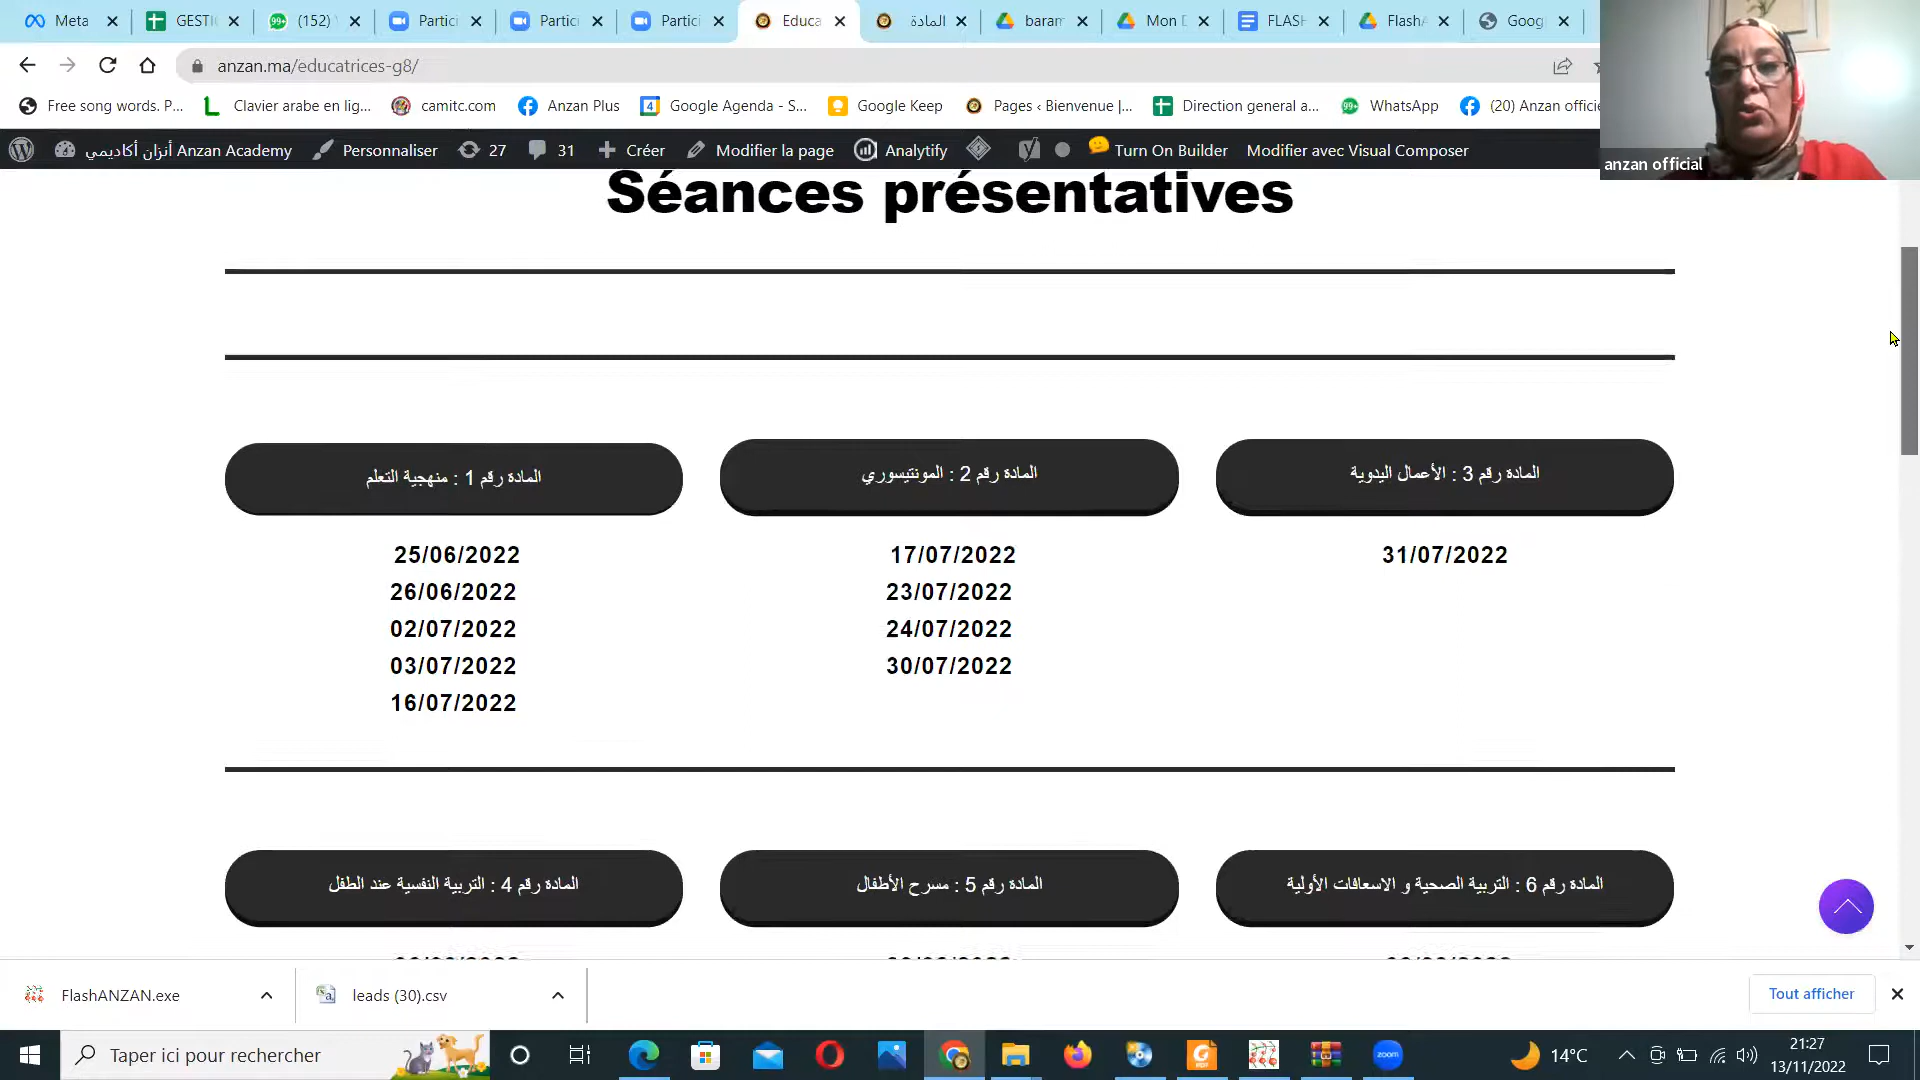 Meta
GESTI
(152)
Partici
Partici
Partici
Educa
المادة
baram
Mon D
FLASH
FlashA
Goog
anzan.ma/educatrices-g8/
Free song words. P...
Clavier arabe en lig...
camitc.com
Anzan Plus
Google Agenda - S...
Google Keep
Pages ‹ Bienvenue |...
Direction general a...
WhatsApp
(20) Anzan officie
أنزان أكاديمي Anzan Academy
Personnaliser
27
31
Créer
Modifier la page
Analytify
Turn On Builder
Modifier avec Visual Composer
anzan official
Séances présentatives
المادة رقم 1 : منهجية التعلم
25/06/2022
26/06/2022
02/07/2022
03/07/2022
16/07/2022
المادة رقم 2 : المونتيسوري
17/07/2022
23/07/2022
24/07/2022
30/07/2022
المادة رقم 3 : الأعمال اليدوية
31/07/2022
المادة رقم 4 : التربية النفسية عند الطفل
المادة رقم 5 : مسرح الأطفال
المادة رقم 6 : التربية الصحية و الاسعافات الأولية
FlashANZAN.exe
leads (30).csv
Tout afficher
Taper ici pour rechercher
zoom
14°C
21:27
13/11/2022